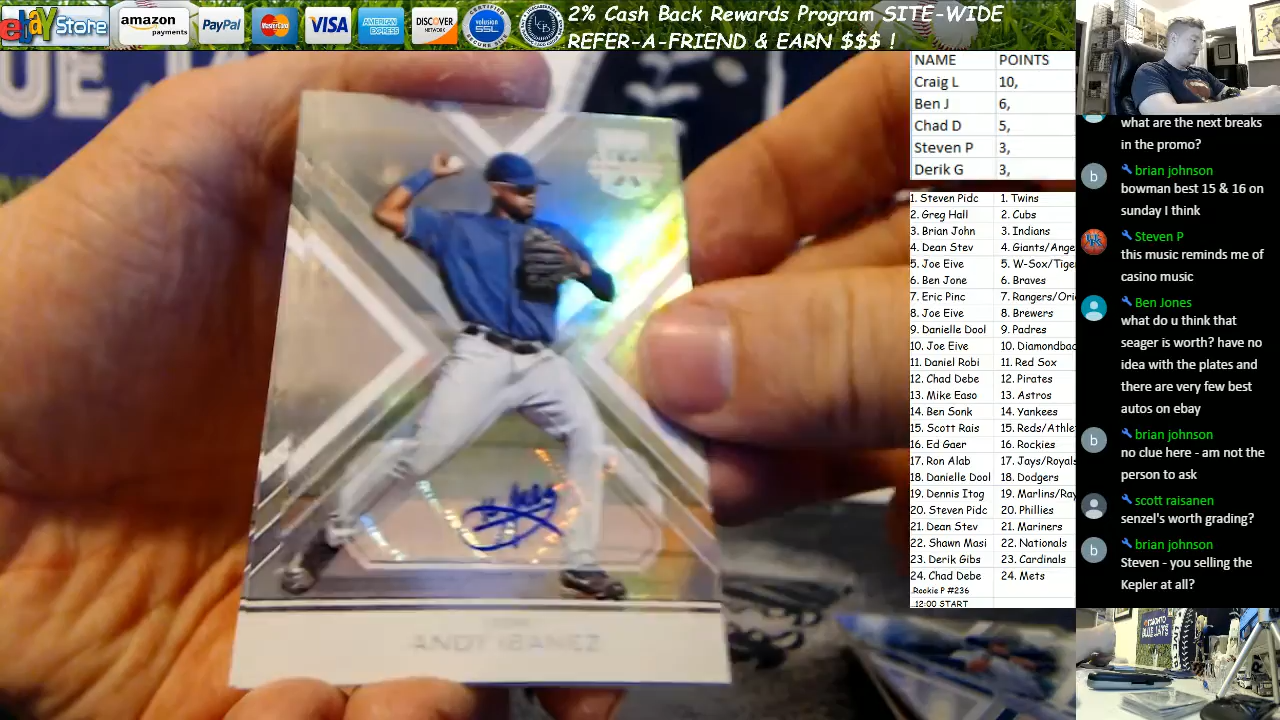 ebay Store
amazon
payments
PayPal
MasterCard
VISA
AMERICAN
EXPRESS
DISCOVER
NETWORK
volusion
SSL
2% Cash Back Rewards Program SITE-WIDE
REFER-A-FRIEND & EARN $$$ !
ANDY IBANEZ
NAME POINTS
Craig L 10,
Ben J 6,
Chad D 5,
Steven P 3,
Derik G 3,
1. Steven Pidc 1. Twins
2. Greg Hall 2. Cubs
3. Brian John 3. Indians
4. Dean Stev 4. Giants/Ange
5. Joe Eive 5. W-Sox/Tige
6. Ben Jone 6. Braves
7. Eric Pinc 7. Rangers/Ori
8. Joe Eive 8. Brewers
9. Danielle Dool 9. Padres
10. Joe Eive 10. Diamondbac
11. Daniel Robi 11. Red Sox
12. Chad Debe 12. Pirates
13. Mike Easo 13. Astros
14. Ben Sonk 14. Yankees
15. Scott Rais 15. Reds/Athle
16. Ed Gaer 16. Rockies
17. Ron Alab 17. Jays/Royals
18. Danielle Dool 18. Dodgers
19. Dennis Itog 19. Marlins/Ray
20. Steven Pidc 20. Phillies
21. Dean Stev 21. Mariners
22. Shawn Masi 22. Nationals
23. Derik Gibs 23. Cardinals
24. Chad Debe 24. Mets
Rookie P #236
12:00 START
what are the next breaks
in the promo?
b brian johnson
bowman best 15 & 16 on
sunday I think
Steven P
this music reminds me of
casino music
Ben Jones
what do u think that
seager is worth? have no
idea with the plates and
there are very few best
autos on ebay
b brian johnson
no clue here - am not the
person to ask
scott raisanen
senzel's worth grading?
b brian johnson
Steven - you selling the
Kepler at all?